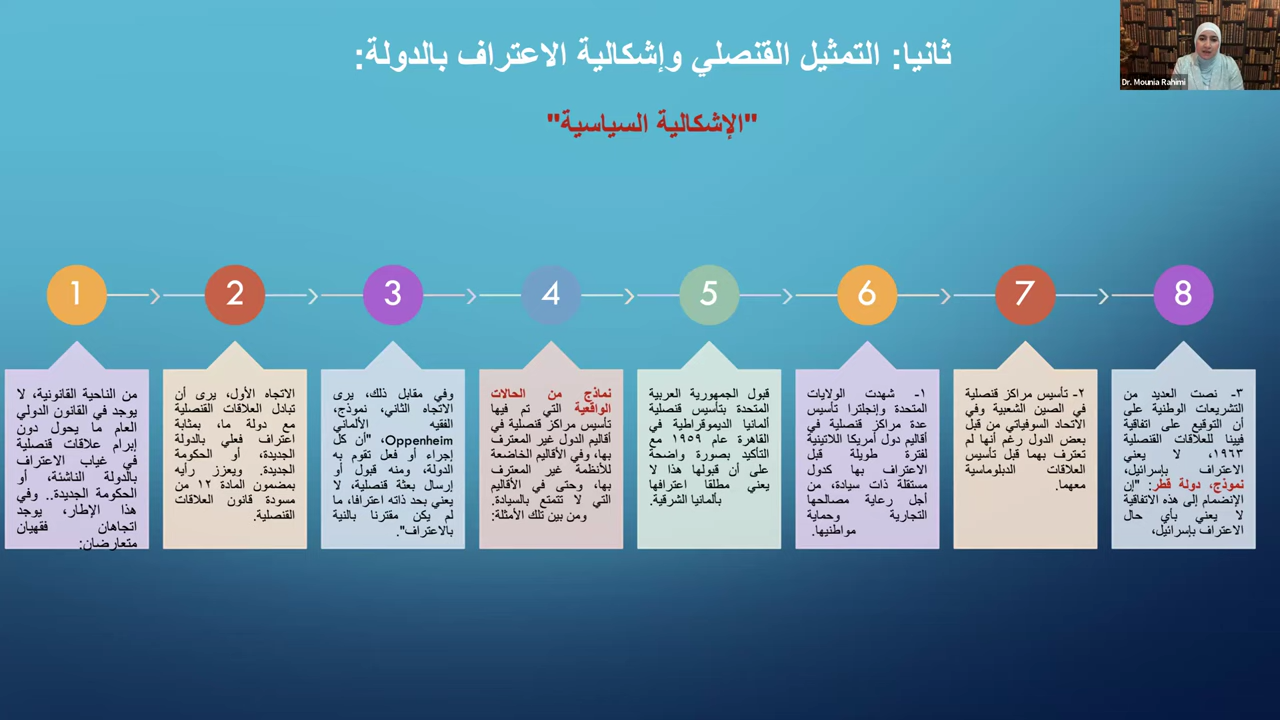 ثانيا: التمثيل القنصلي وإشكالية الاعتراف بالدولة:
"الإشكالية السياسية"
Dr. Mounia Rahimi
1
من الناحية القانونية، لا
يوجد في القانون الدولي
العام ما يحول دون
إبرام علاقات قنصلية
في غياب الاعتراف
بالدولة الناشئة، أو
الحكومة الجديدة.. وفي
هذا الإطار، يوجد
اتجاهان فقهيان
متعارضان:
2
الاتجاه الأول، يرى أن
تبادل العلاقات القنصلية
مع دولة ما، بمثابة
اعتراف فعلي بالدولة
الجديدة، أو الحكومة
الجديدة. ويعزز رأيه
بمضمون المادة ١٢ من
مسودة قانون العلاقات
القنصلية.
3
وفي مقابل ذلك، يرى
الاتجاه الثاني، نموذج،
الفقيه الألماني
Oppenheim، "أن كل
إجراء أو فعل تقوم به
الدولة، ومنه قبول أو
إرسال بعثة قنصلية، لا
يعني بحد ذاته اعترافا، ما
لم يكن مقترنا بالنية
بالاعتراف".
4
نماذج من الحالات
الواقعية التي تم فيها
تأسيس مراكز قنصلية في
أقاليم الدول غير المعترف
بها، وفي الأقاليم الخاضعة
للأنظمة غير المعترف
بها، وحتى في الأقاليم
التي لا تتمتع بالسيادة.
ومن بين تلك الأمثلة:
5
قبول الجمهورية العربية
المتحدة بتأسيس قنصلية
ألمانيا الديموقراطية في
القاهرة عام ١٩٥٩ مع
التأكيد بصورة واضحة
على أن قبولها هذا لا
يعني مطلقا اعترافها
بألمانيا الشرقية.
6
١- شهدت الولايات
المتحدة وإنجلترا تأسيس
عدة مراكز قنصلية في
أقاليم دول أمريكا اللاتينية
لفترة طويلة قبل
الاعتراف بها كدول
مستقلة ذات سيادة، من
أجل رعاية مصالحها
التجارية وحماية
مواطنيها.
7
٢- تأسيس مراكز قنصلية
في الصين الشعبية وفي
الاتحاد السوفياتي من قبل
بعض الدول رغم أنها لم
تعترف بهما قبل تأسيس
العلاقات الدبلوماسية
معهما.
8
٣- نصت العديد من
التشريعات الوطنية على
أن التوقيع على اتفاقية
فيينا للعلاقات القنصلية
١٩٦٣، لا يعني
الاعتراف بإسرائيل،
نموذج، دولة قطر: "إن
الإنضمام إلى هذه الاتفاقية
لا يعني بأي حال
الاعتراف بإسرائيل،